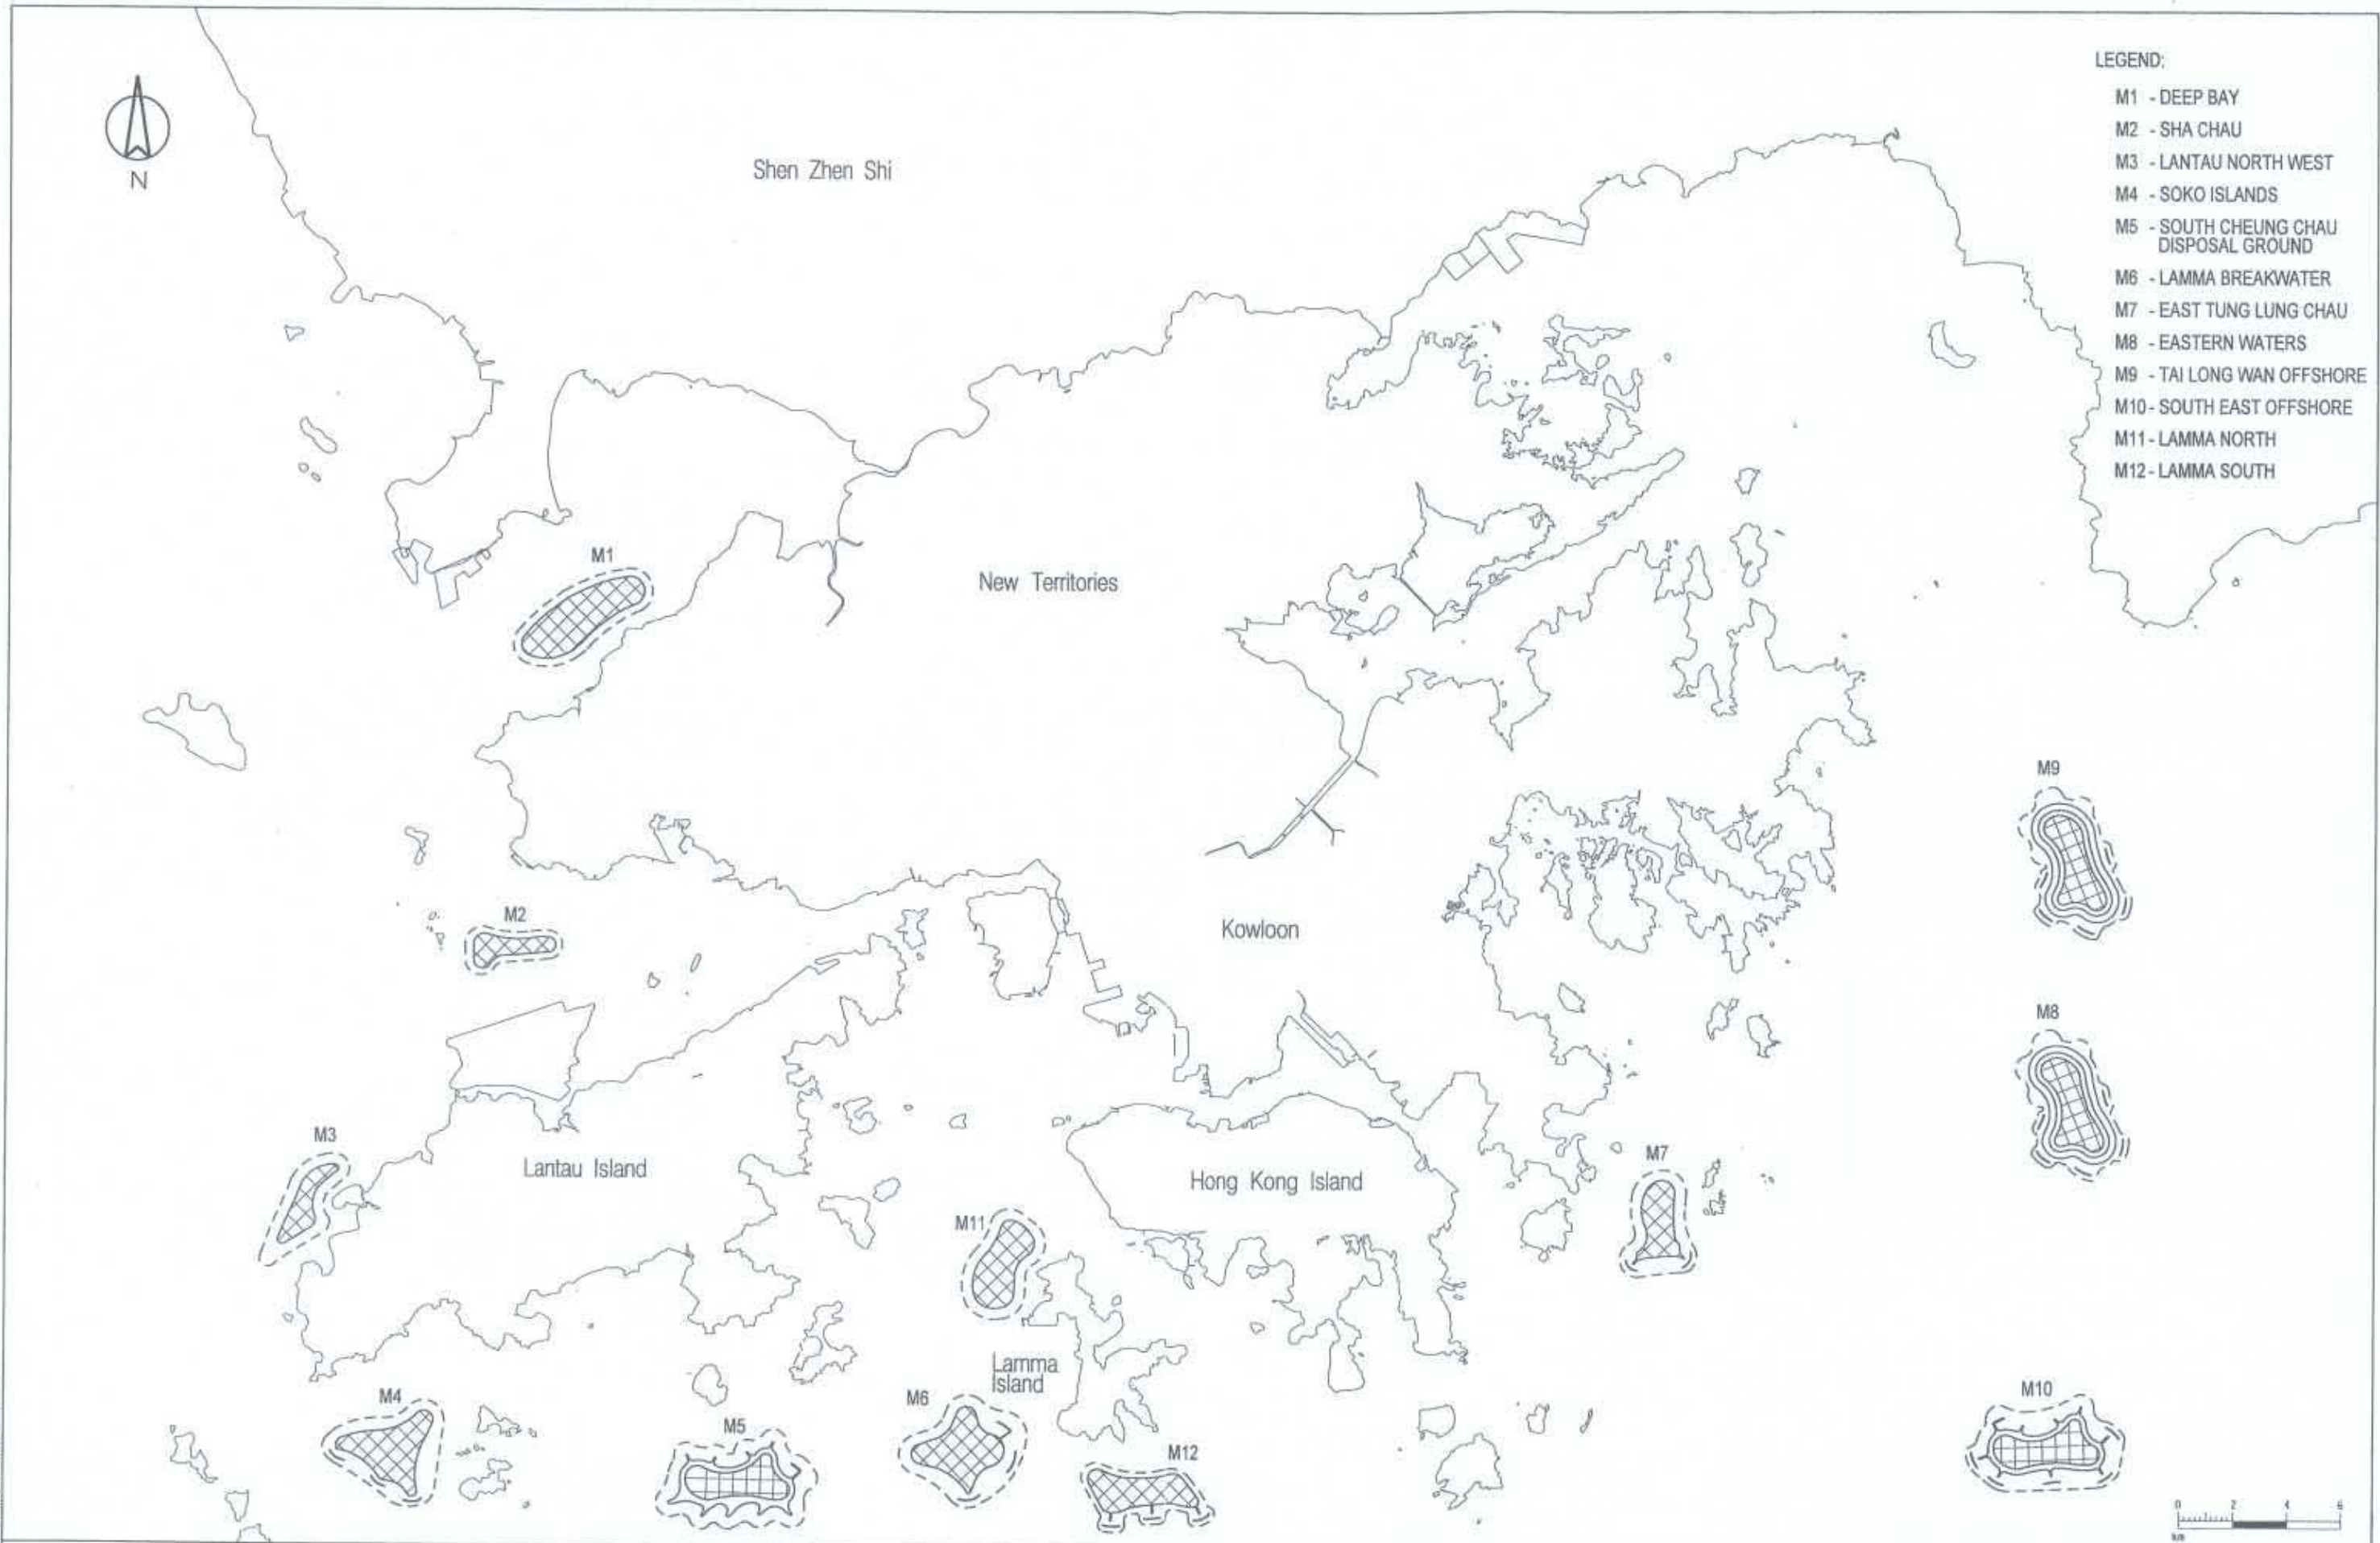 LEGEND:
M1 - DEEP BAY
M2 - SHA CHAU
M3 - LANTAU NORTH WEST
M4 - SOKO ISLANDS
M5 - SOUTH CHEUNG CHAU
DISPOSAL GROUND
M6 - LAMMA BREAKWATER
M7 - EAST TUNG LUNG CHAU
M8 - EASTERN WATERS
M9 - TAI LONG WAN OFFSHORE
M10 - SOUTH EAST OFFSHORE
M11 - LAMMA NORTH
M12 - LAMMA SOUTH
N
Shen Zhen Shi
M1
New Territories
M9
M2
Kowloon
M8
M3
Lantau Island
M7
Hong Kong Island
M11
Lamma
Island
M4
M6
M10
M5
M12
0 2 4 6
km